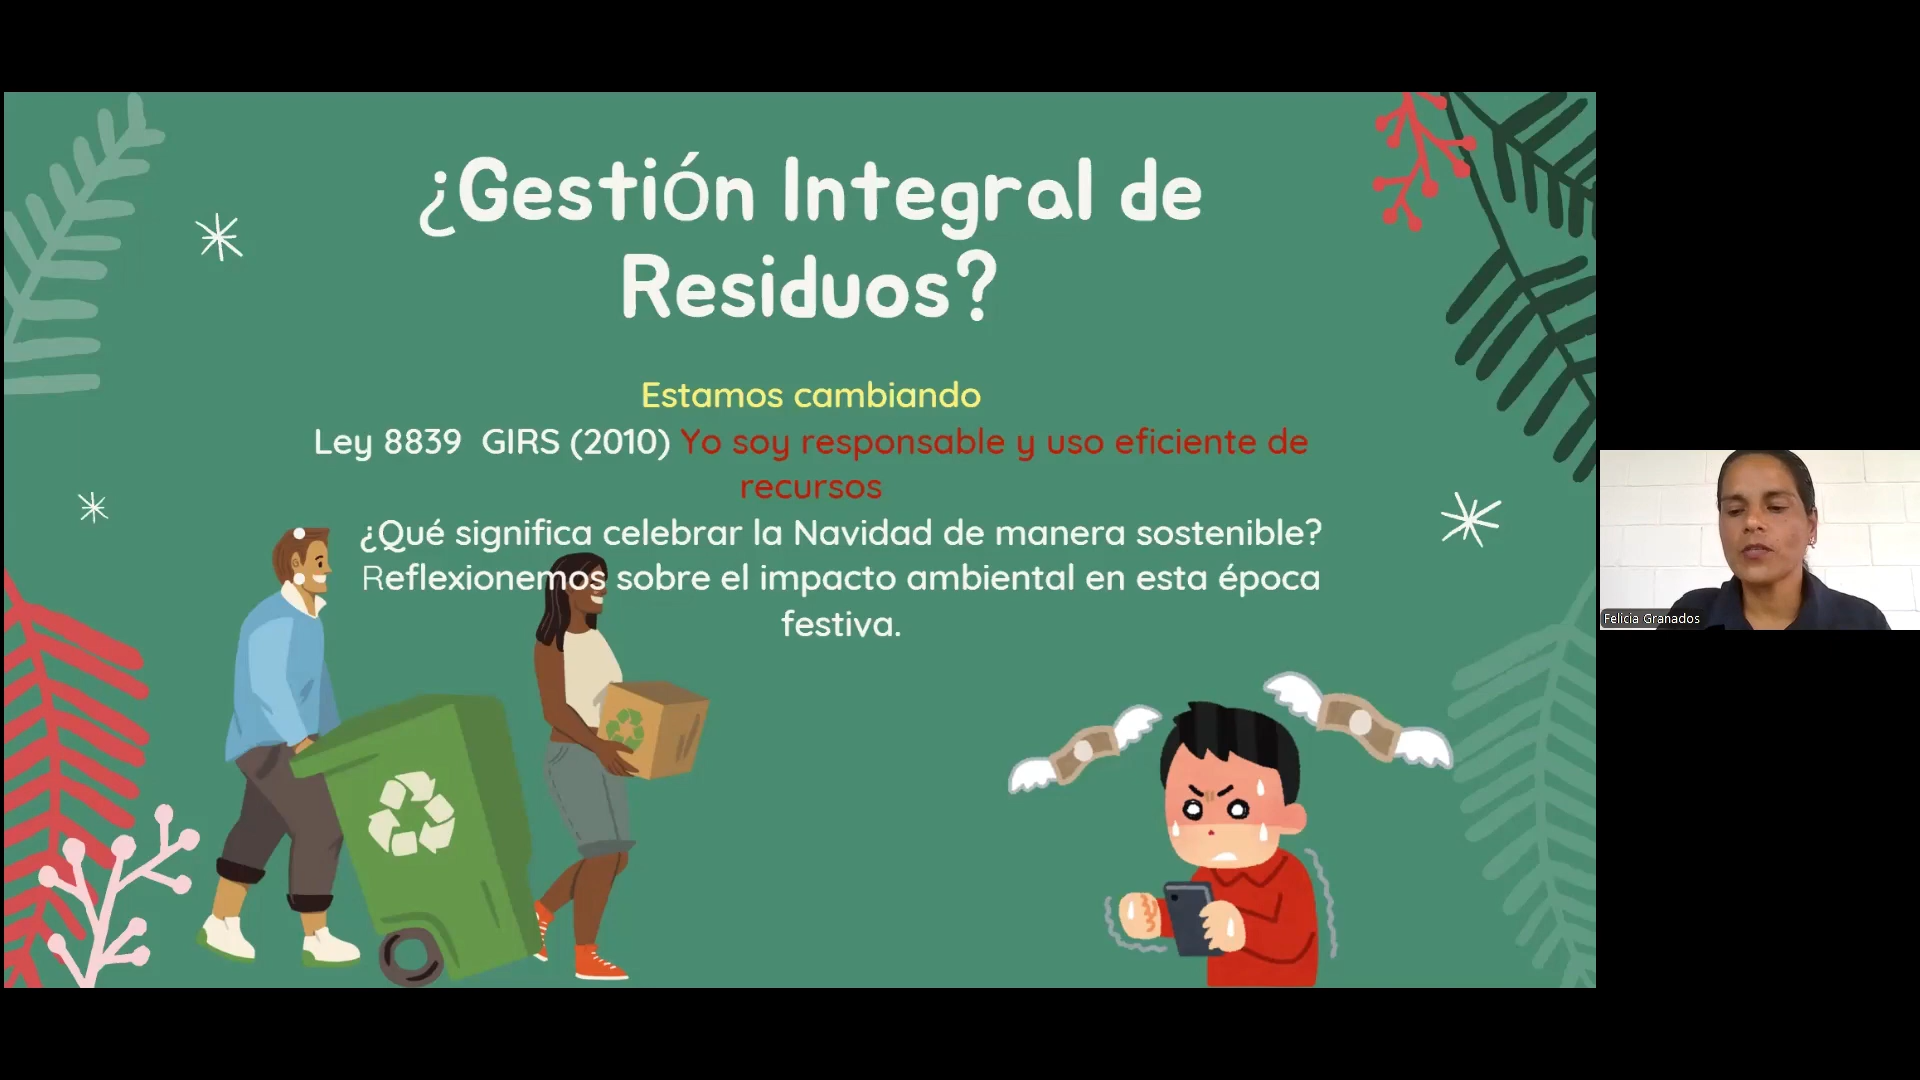 ¿Gestión Integral de
Residuos?
Estamos cambiando
Ley 8839 GIRS (2010) Yo soy responsable y uso eficiente de
recursos
¿Qué significa celebrar la Navidad de manera sostenible?
Reflexionemos sobre el impacto ambiental en esta época
festiva.
Felicia Granados